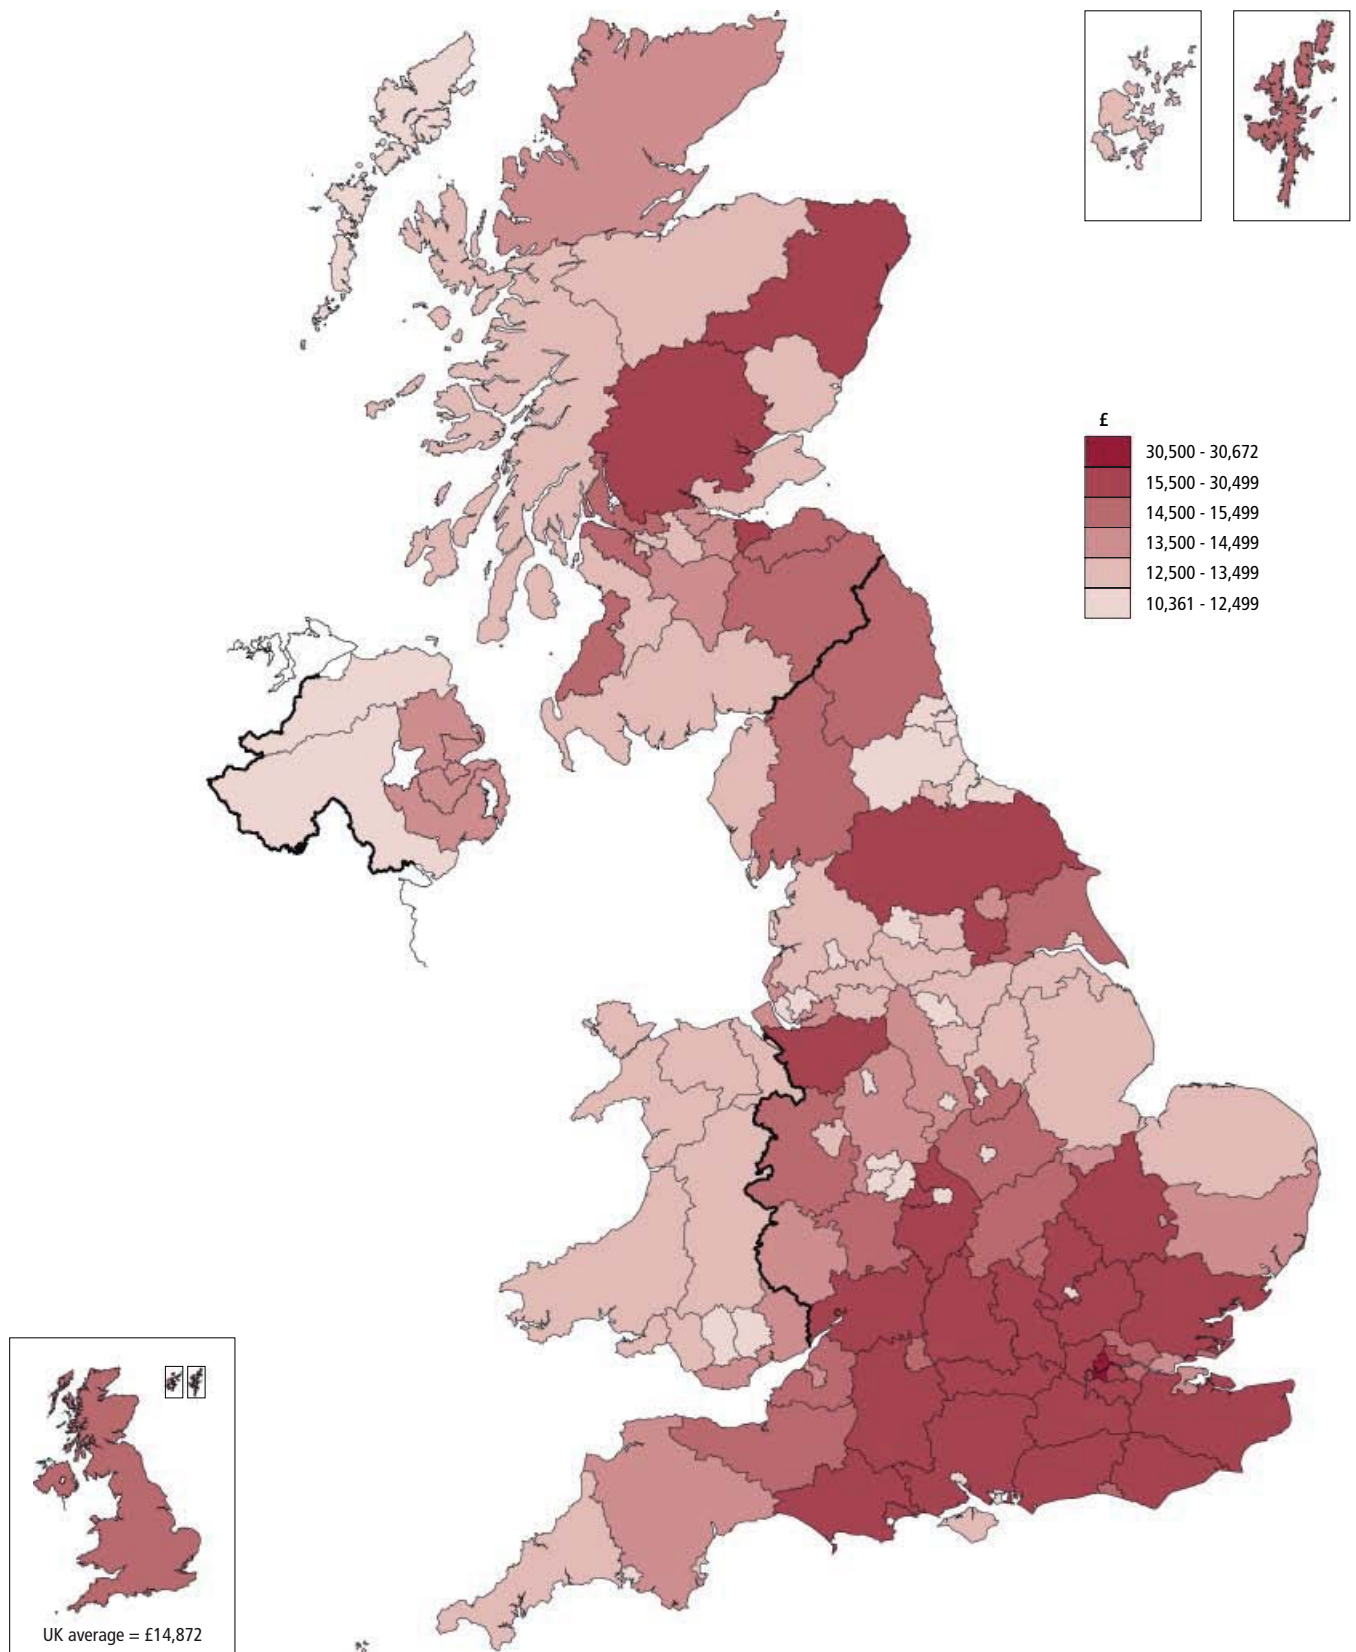 £
30,500 - 30,672
15,500 - 30,499
14,500 - 15,499
13,500 - 14,499
12,500 - 13,499
10,361 - 12,499
UK average = £14,872